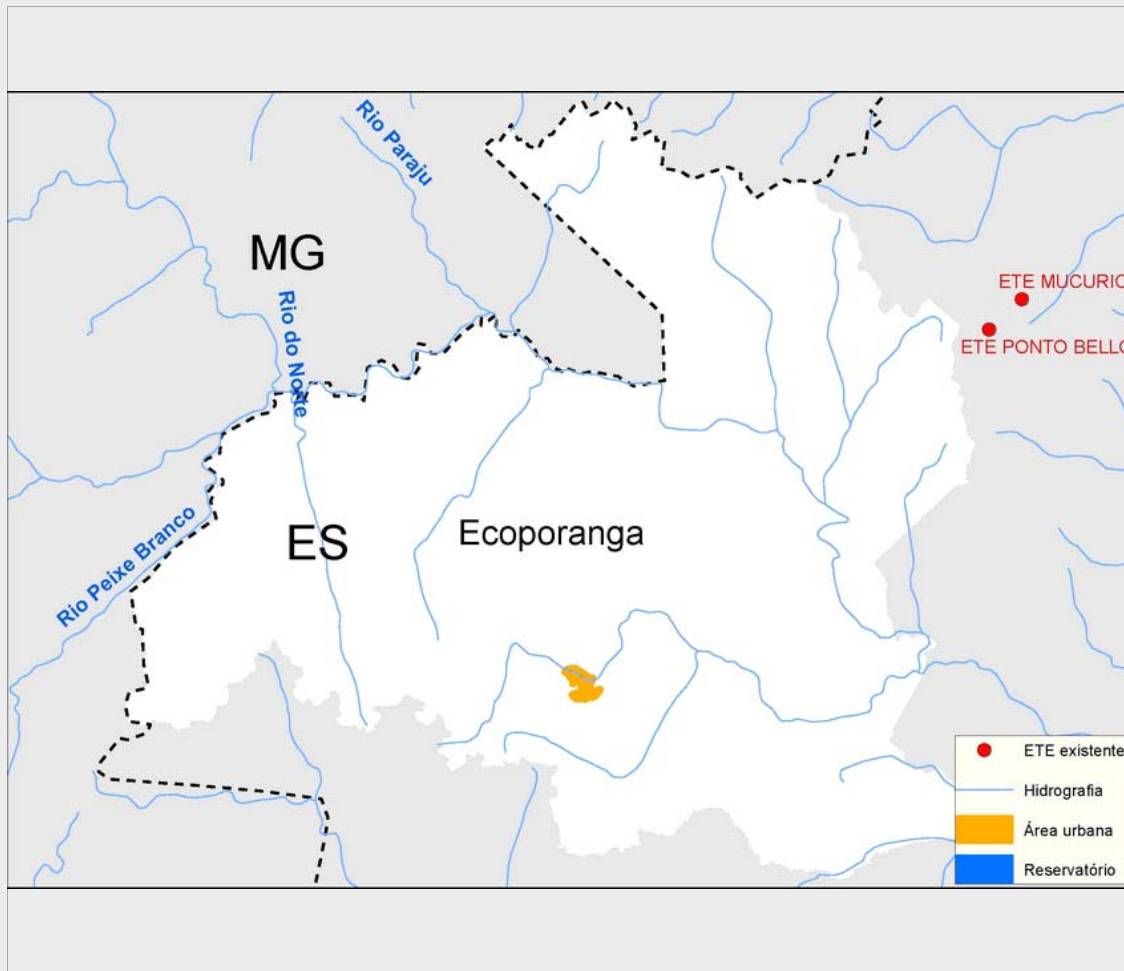 Rio Paraju
MG
Rio do Norte
ETE MUCURIC
ETE PONTO BELLO
ES
Ecoporanga
Rio Peixe Branco
ETE existente
Hidrografia
Área urbana
Reservatório